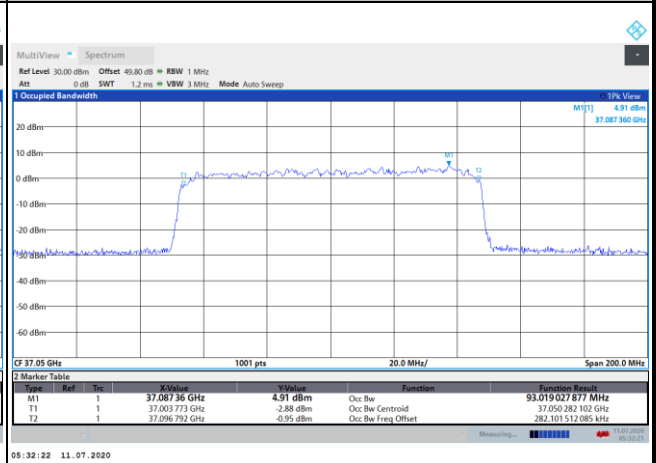 MultiView Spectrum
Ref Level 30.00 dBm Offset 49.80 dB RBW 1 MHz
Att 0 dB SWT 1.2 ms VBW 3 MHz Mode Auto Sweep
1 Occupied Bandwidth 1Pk View
M1[1] 4.91 dBm
37.087 360 GHz
20 dBm
10 dBm
M1
T1 T2
0 dBm
-10 dBm
-20 dBm
-30 dBm
-40 dBm
-50 dBm
-60 dBm
CF 37.05 GHz 1001 pts 20.0 MHz/ Span 200.0 MHz
2 Marker Table
Type Ref Trc X-Value Y-Value Function Function Result
M1 1 37.087 36 GHz 4.91 dBm Occ Bw 93.019 027 877 MHz
T1 1 37.003 773 GHz -2.88 dBm Occ Bw Centroid 37.050 282 102 GHz
T2 1 37.096 792 GHz -0.95 dBm Occ Bw Freq Offset 282.101 512 085 kHz
Measuring... 11.07.2020
05:32:21
05:32:22 11.07.2020